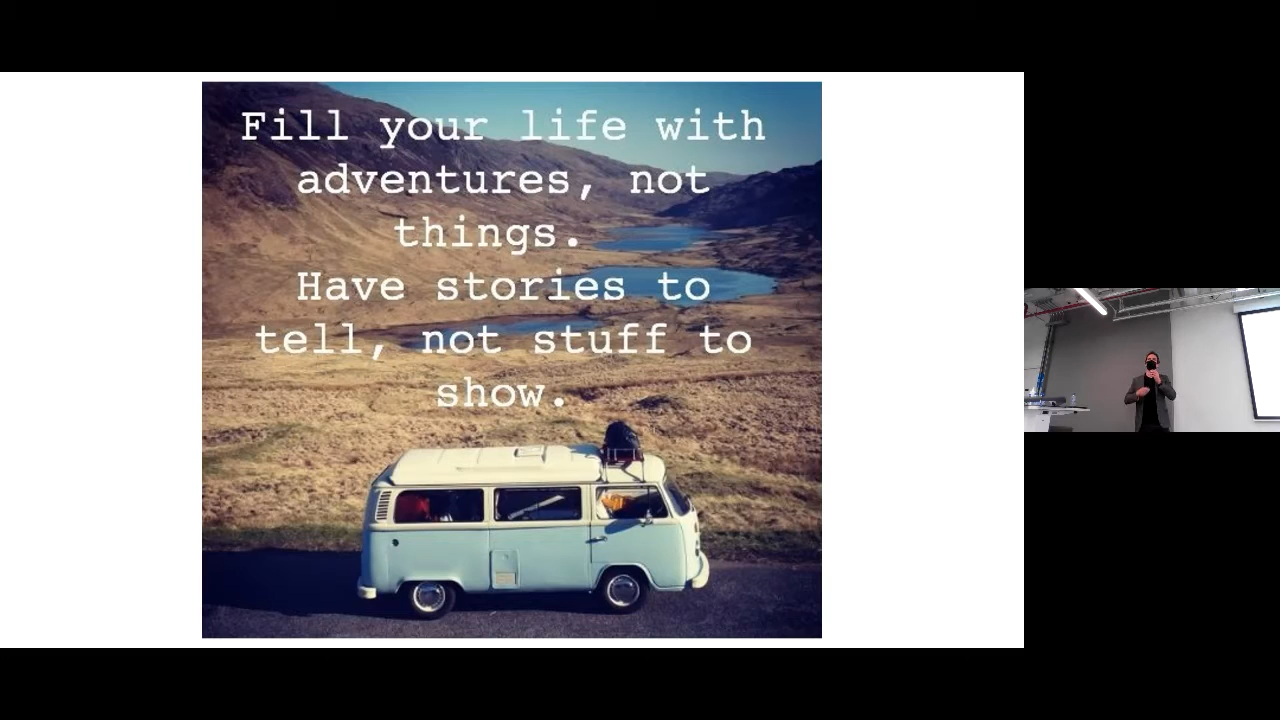 Fill your life with
adventures, not
things.
Have stories to
tell, not stuff to
show.